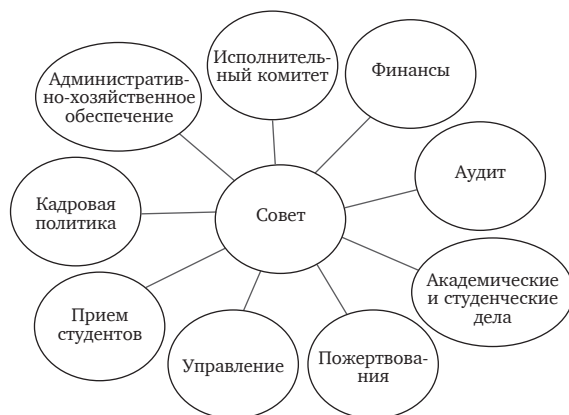 Исполнитель-
ный комитет
Финансы
Административ-
но-хозяйственное
обеспечение
Аудит
Кадровая
политика
Совет
Академические
и студенческие
дела
Прием
студентов
Управление
Пожертвова-
ния